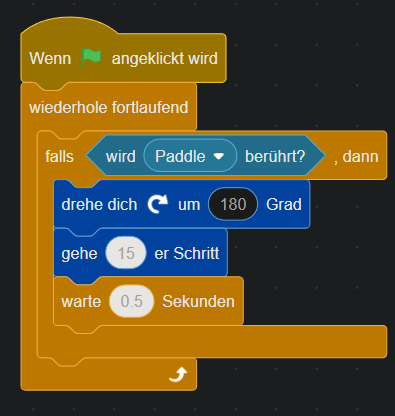 Wenn angeklickt wird
wiederhole fortlaufend
falls wird Paddle berührt? , dann
drehe dich um 180 Grad
gehe 15 er Schritt
warte 0.5 Sekunden